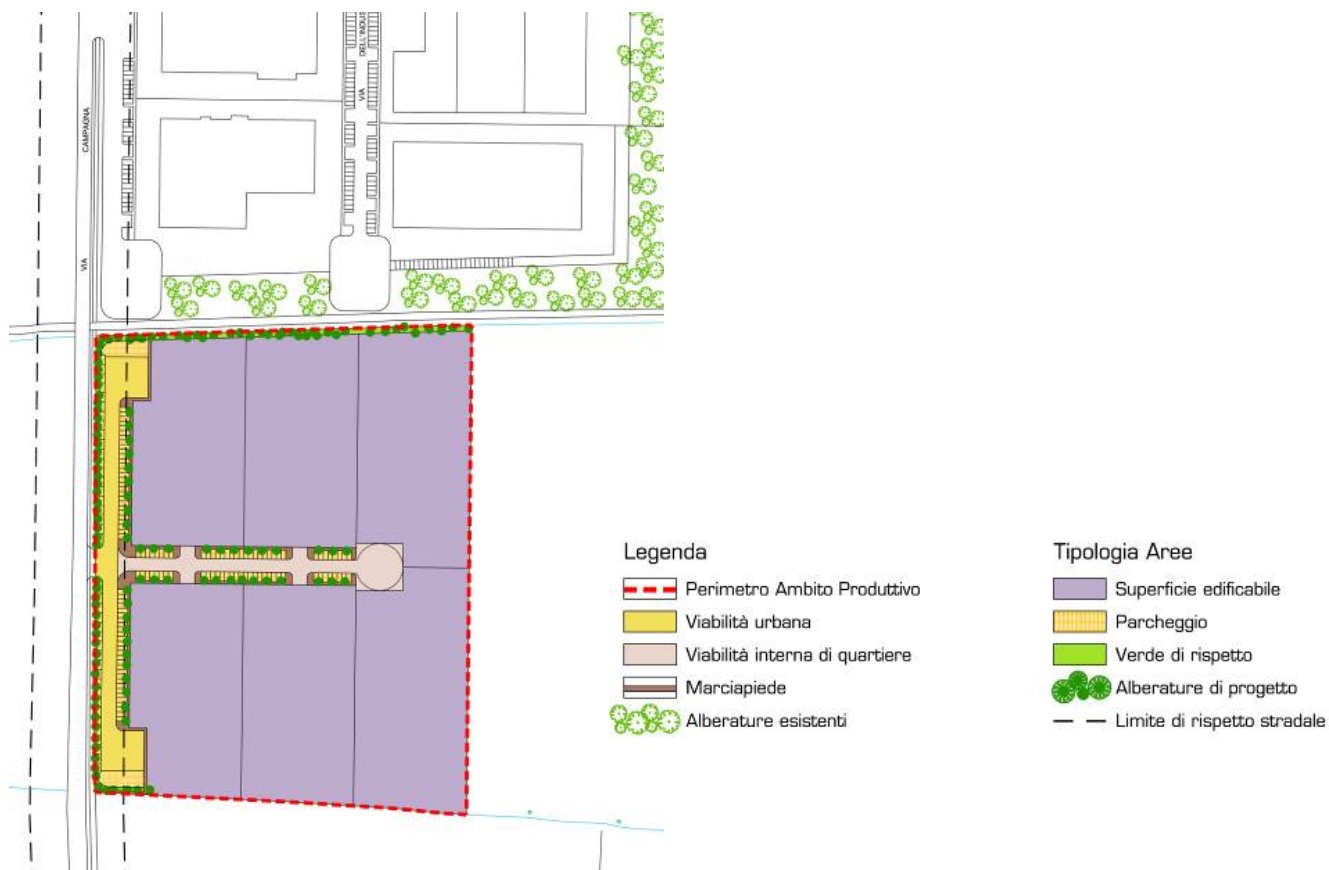 DELL'INDUS
VIA
CAMPAGNA
VIA
Legenda
Perimetro Ambito Produttivo
Viabilità urbana
Viabilità interna di quartiere
Marciapiede
Alberature esistenti
Tipologia Aree
Superficie edificabile
Parcheggio
Verde di rispetto
Alberature di progetto
Limite di rispetto stradale